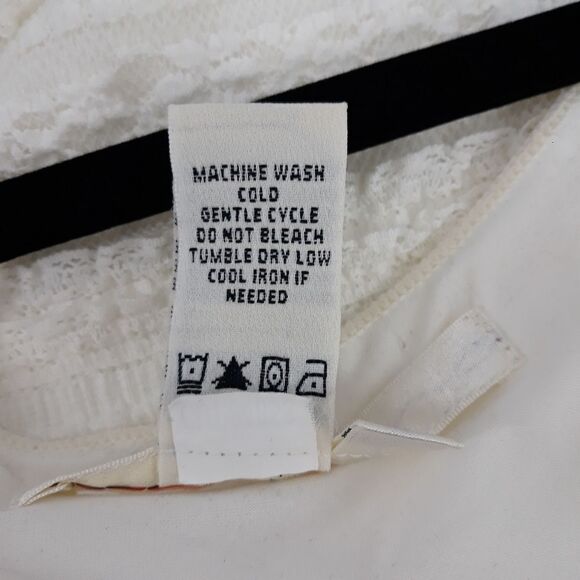 MACHINE WASH
COLD
GENTLE CYCLE
DO NOT BLEACH
TUMBLE DRY LOW
COOL IRON IF
NEEDED